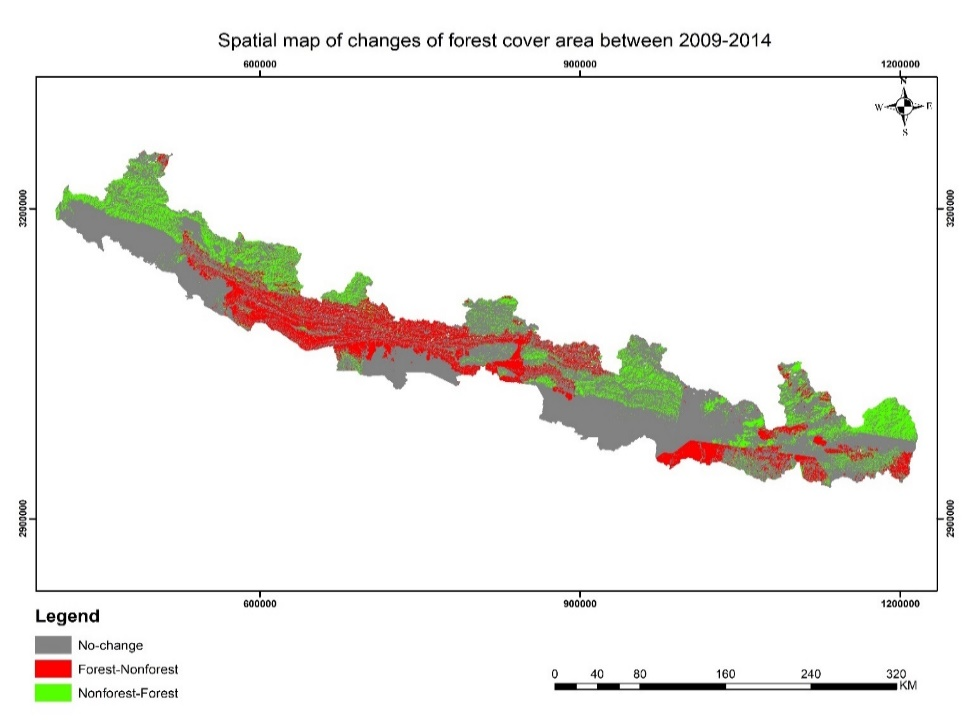 Spatial map of changes of forest cover area between 2009-2014
600000 900000 1200000
N
W E
S
3200000 3200000
2900000 2900000
600000 900000 1200000
Legend
No-change
Forest-Nonforest
Nonforest-Forest
0 40 80 160 240 320
KM